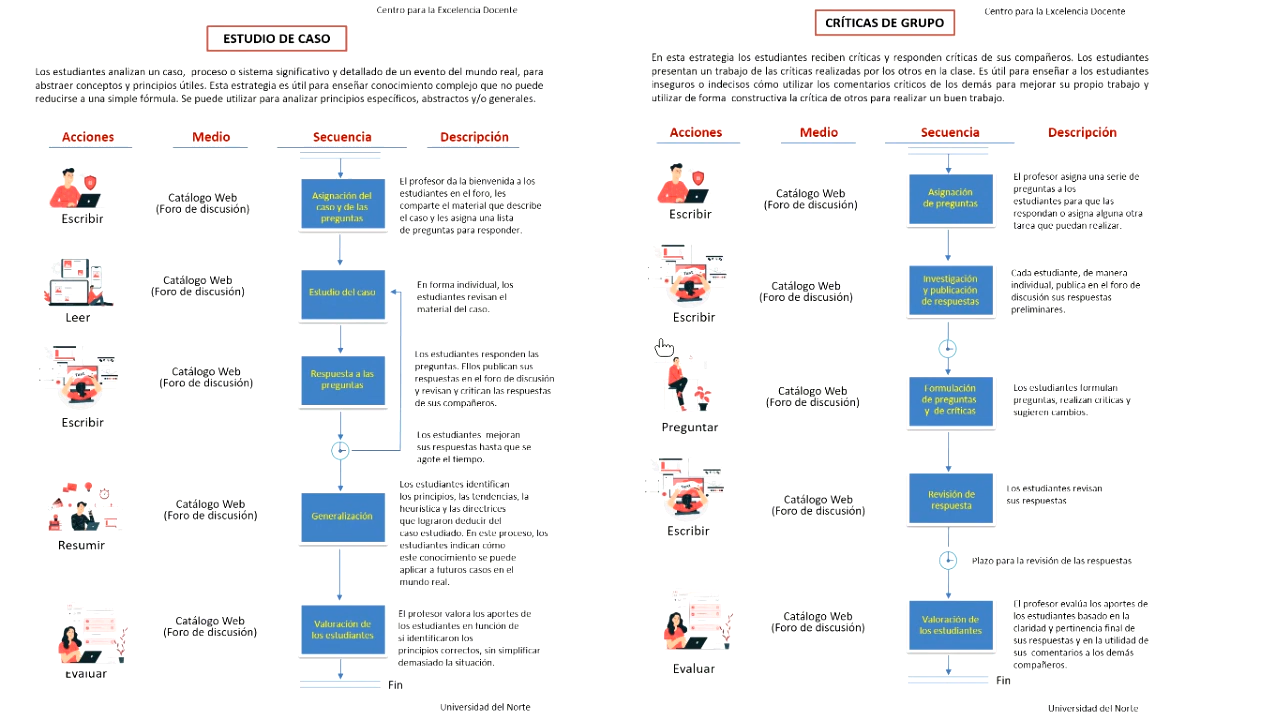 Centro para la Excelencia Docente
ESTUDIO DE CASO
Los estudiantes analizan un caso, proceso o sistema significativo y detallado de un evento del mundo real, para
abstraer conceptos y principios útiles. Esta estrategia es útil para enseñar conocimiento complejo que no puede
reducirse a una simple fórmula. Se puede utilizar para analizar principios específicos, abstractos y/o generales.
Acciones
Medio
Secuencia
Descripción
Escribir
Catálogo Web
(Foro de discusión)
Asignación del
caso y de las
preguntas
El profesor da la bienvenida a los
estudiantes en el foro, les
comparte el material que describe
el caso y les asigna una lista
de preguntas para responder.
Leer
Catálogo Web
(Foro de discusión)
Estudio del caso
En forma individual, los
estudiantes revisan el
material del caso.
Text
Escribir
Catálogo Web
(Foro de discusión)
Respuesta a las
preguntas
Los estudiantes responden las
preguntas. Ellos publican sus
respuestas en el foro de discusión
y revisan y critican las respuestas
de sus compañeros.
Los estudiantes mejoran
sus respuestas hasta que se
agote el tiempo.
Resumir
Catálogo Web
(Foro de discusión)
Generalización
Los estudiantes identifican
los principios, las tendencias, la
heurística y las directrices
que lograron deducir del
caso estudiado. En este proceso, los
estudiantes indican cómo
este conocimiento se puede
aplicar a futuros casos en el
mundo real.
Evaluar
Catálogo Web
(Foro de discusión)
Valoración de
los estudiantes
El profesor valora los aportes de
los estudiantes en función de
si identificaron los
principios correctos, sin simplificar
demasiado la situación.
Fin
Universidad del Norte
Centro para la Excelencia Docente
CRÍTICAS DE GRUPO
En esta estrategia los estudiantes reciben críticas y responden críticas de sus compañeros. Los estudiantes
presentan un trabajo de las críticas realizadas por los otros en la clase. Es útil para enseñar a los estudiantes
inseguros o indecisos cómo utilizar los comentarios críticos de los demás para mejorar su propio trabajo y
utilizar de forma constructiva la crítica de otros para realizar un buen trabajo.
Acciones
Medio
Secuencia
Descripción
Escribir
Catálogo Web
(Foro de discusión)
Asignación
de preguntas
El profesor asigna una serie de
preguntas a los
estudiantes para que las
respondan o asigna alguna otra
tarea que puedan realizar.
Text
Escribir
Catálogo Web
(Foro de discusión)
Investigación
y publicación
de respuestas
Cada estudiante, de manera
individual, publica en el foro de
discusión sus respuestas
preliminares.
Preguntar
Catálogo Web
(Foro de discusión)
Formulación
de preguntas
y de críticas
Los estudiantes formulan
preguntas, realizan críticas y
sugieren cambios.
Text
Escribir
Catálogo Web
(Foro de discusión)
Revisión de
respuesta
Los estudiantes revisan
sus respuestas
Plazo para la revisión de las respuestas
Evaluar
Catálogo Web
(Foro de discusión)
Valoración de
los estudiantes
El profesor evalúa los aportes de
los estudiantes basado en la
claridad y pertinencia final de
sus respuestas y en la utilidad de
sus comentarios a los demás
compañeros.
Fin
Universidad del Norte